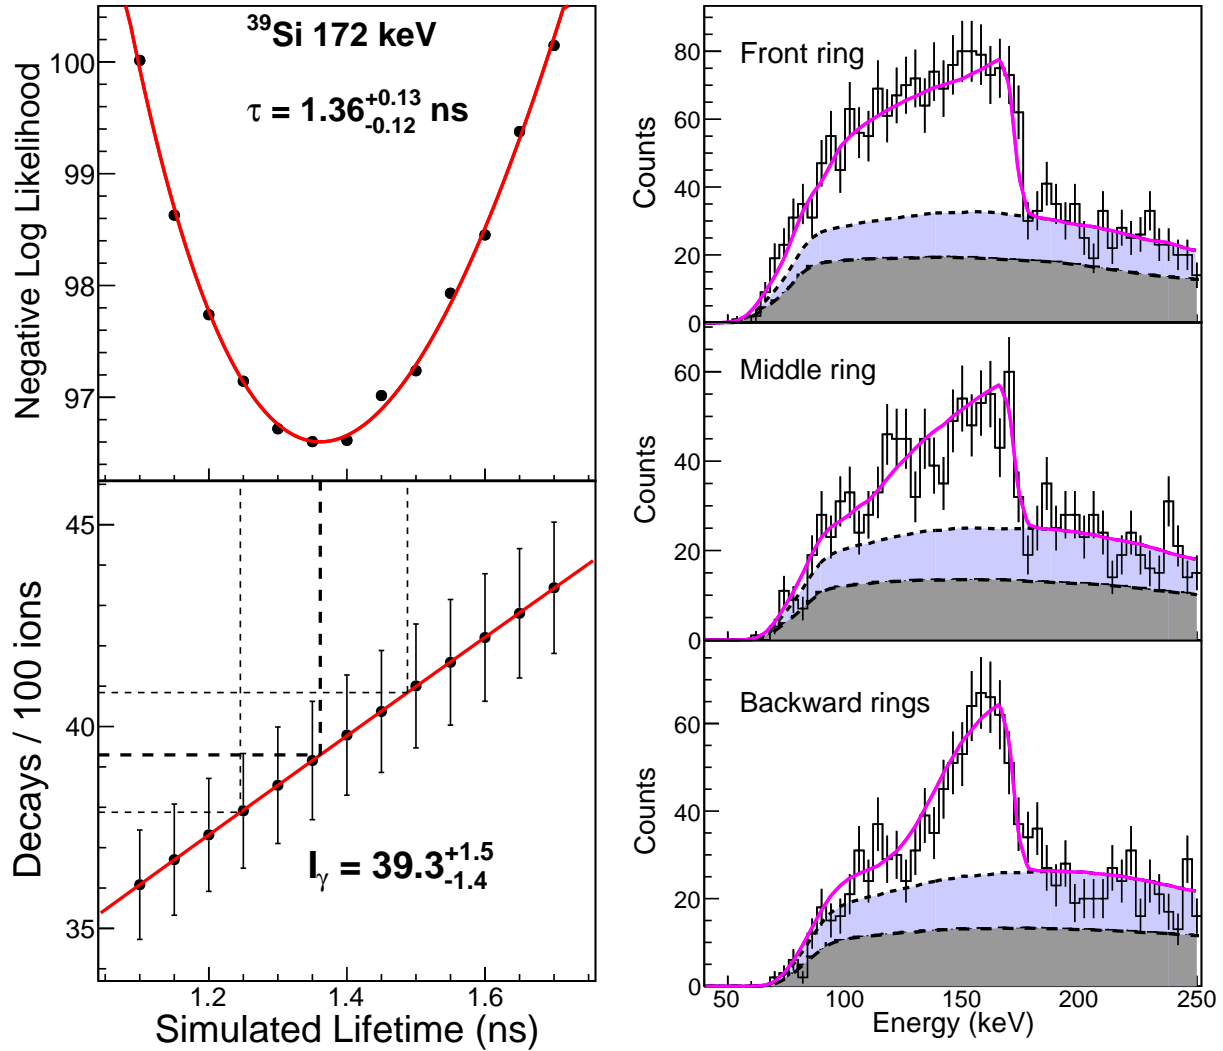 ³⁹Si 172 keV
τ = 1.36 +0.13 -0.12 ns
Negative Log Likelihood
100
99
98
97
Decays / 100 ions
45
40
35
I_γ = 39.3 +1.5 -1.4
1.2 1.4 1.6
Simulated Lifetime (ns)
Front ring
Counts
80
60
40
20
0
Middle ring
Counts
60
40
20
0
Backward rings
Counts
60
40
20
0
50 100 150 200 250
Energy (keV)